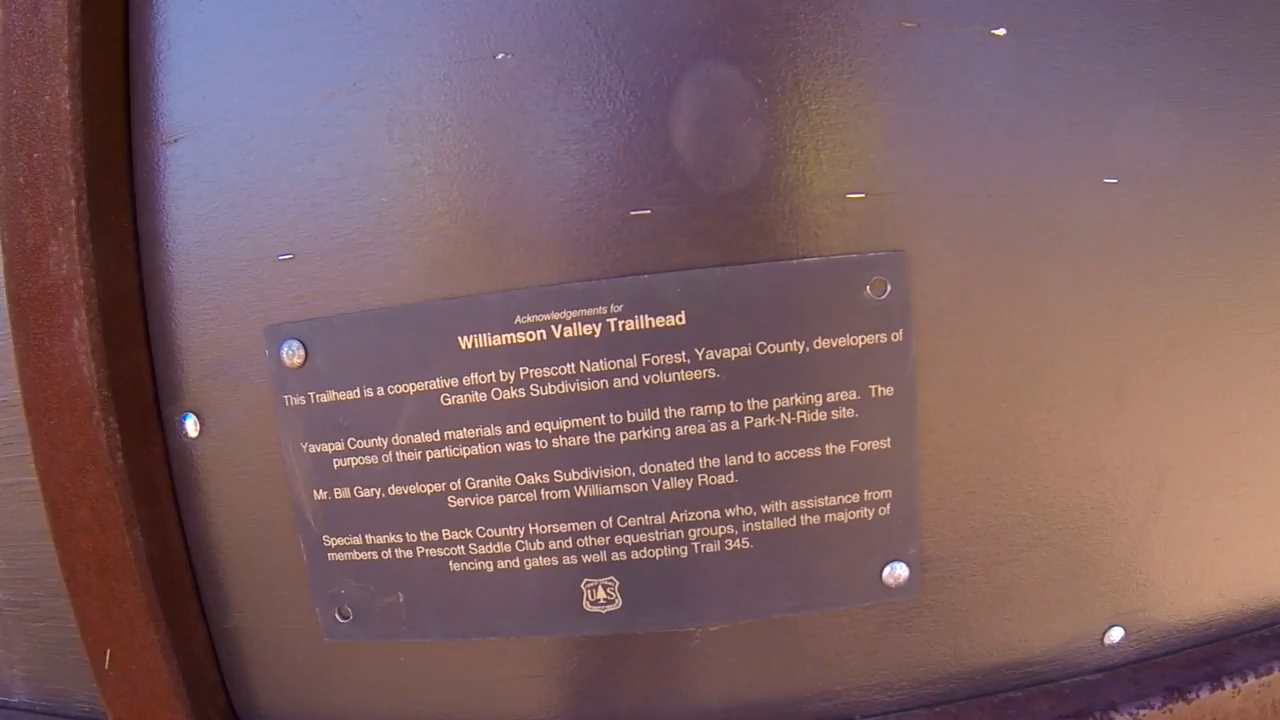 Acknowledgements for
Williamson Valley Trailhead
This Trailhead is a cooperative effort by Prescott National Forest, Yavapai County, developers of
Granite Oaks Subdivision and volunteers.
Yavapai County donated materials and equipment to build the ramp to the parking area. The
purpose of their participation was to share the parking area as a Park-N-Ride site.
Mr. Bill Gary, developer of Granite Oaks Subdivision, donated the land to access the Forest
Service parcel from Williamson Valley Road.
Special thanks to the Back Country Horsemen of Central Arizona who, with assistance from
members of the Prescott Saddle Club and other equestrian groups, installed the majority of
fencing and gates as well as adopting Trail 345.
U S